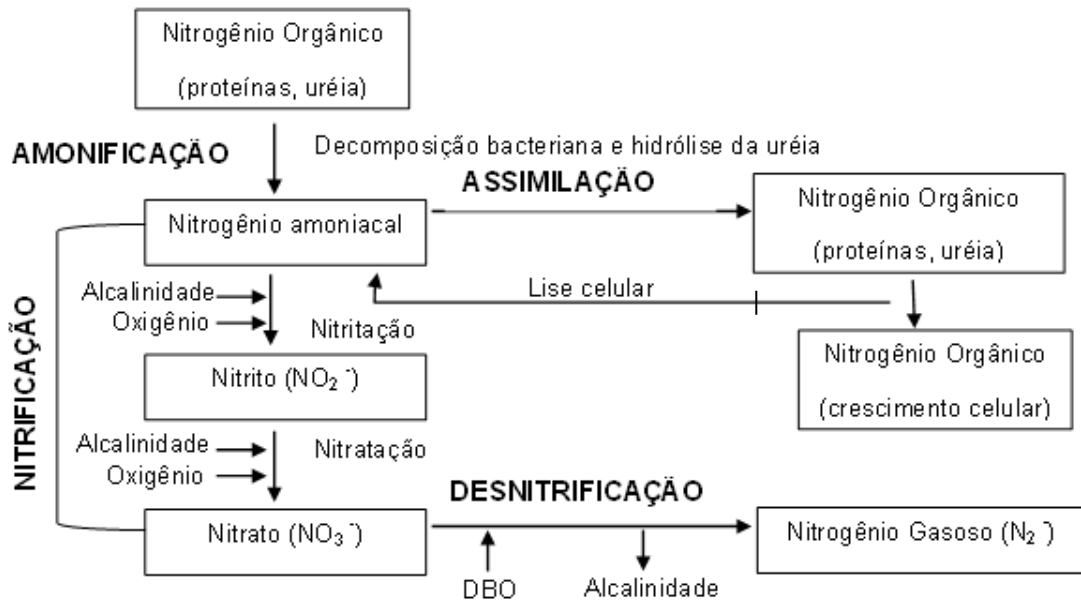 Nitrogênio Orgânico
(proteínas, uréia)
AMONIFICAÇÃO
Decomposição bacteriana e hidrólise da uréia
ASSIMILAÇÃO
Nitrogênio amoniacal
Nitrogênio Orgânico
(proteínas, uréia)
Lise celular
Alcalinidade
Oxigênio
Nitritação
NITRIFICAÇÃO
Nitrito (NO₂⁻)
Nitrogênio Orgânico
(crescimento celular)
Alcalinidade
Oxigênio
Nitratação
DESNITRIFICAÇÃO
Nitrato (NO₃⁻)
Nitrogênio Gasoso (N₂⁻)
DBO
Alcalinidade